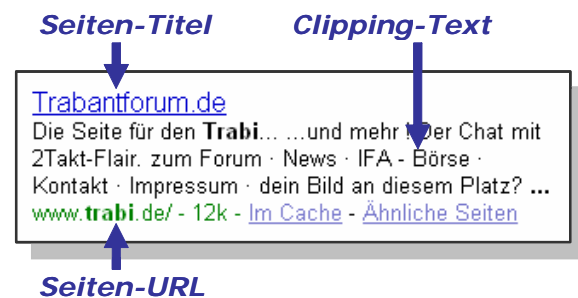 Seiten-Titel Clipping-Text
Trabantforum.de
Die Seite für den Trabi... ...und mehr ! Der Chat mit
2Takt-Flair. zum Forum · News · IFA - Börse ·
Kontakt · Impressum · dein Bild an diesem Platz? ...
www.trabi.de/ - 12k - Im Cache - Ähnliche Seiten
Seiten-URL